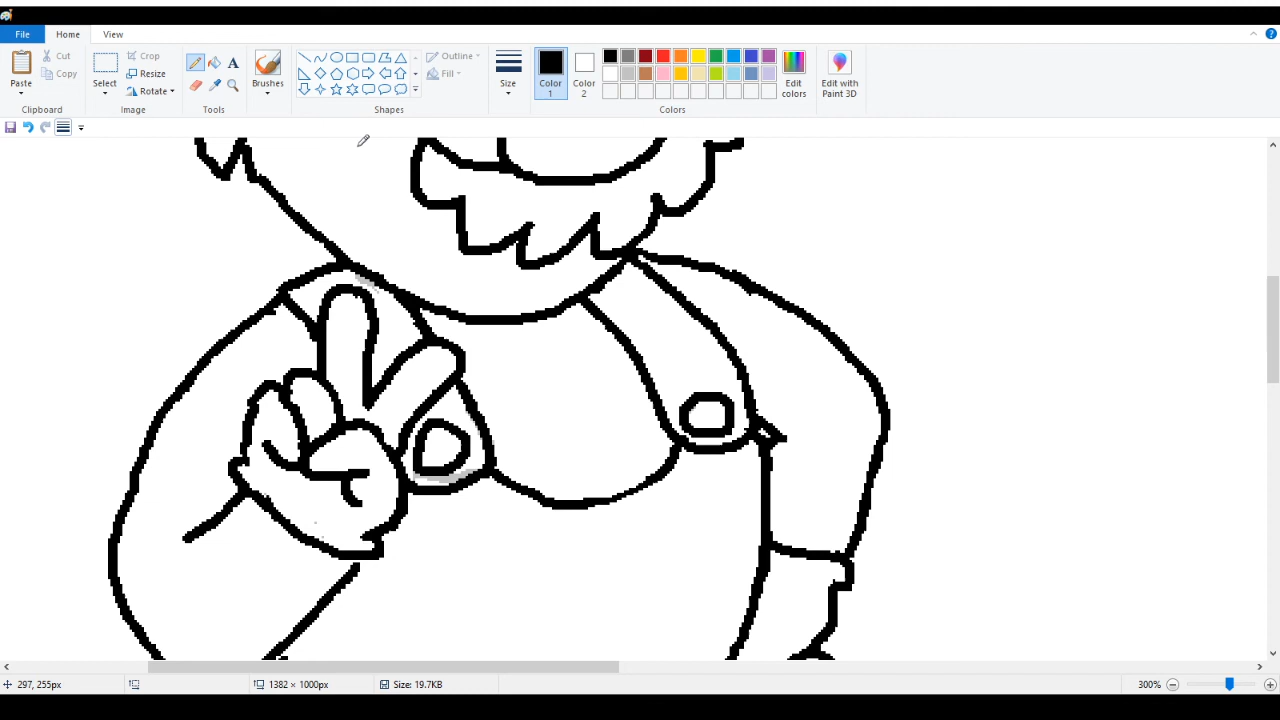 File Home View
Paste Cut Copy Clipboard
Select Crop Resize Rotate Image
A Tools
Brushes
Outline Fill Shapes
Size
Color 1 Color 2 Edit colors Colors
Edit with Paint 3D
297, 255px 1382 × 1000px Size: 19.7KB 300%